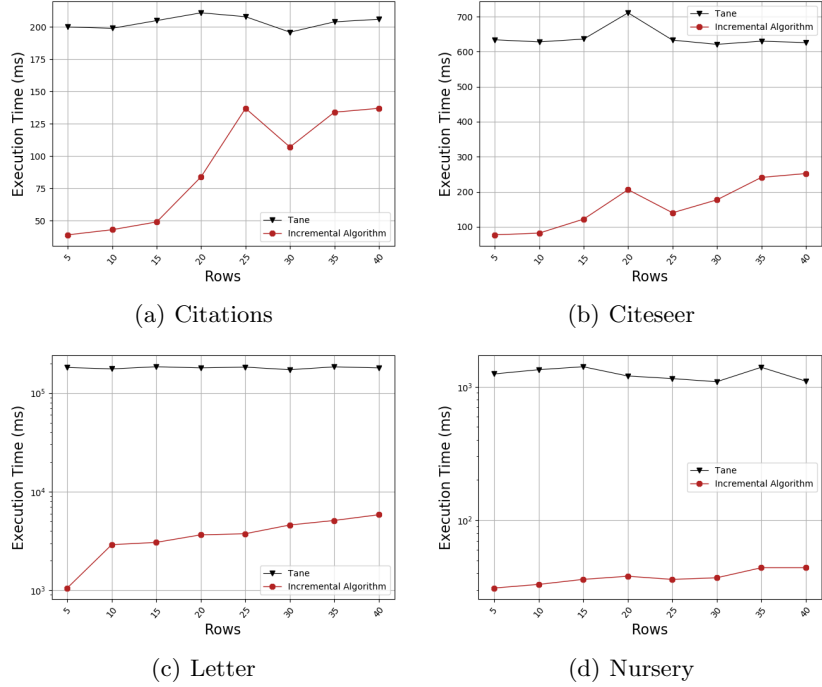 200
175
150
125
100
75
50
Execution Time (ms)
Tane
Incremental Algorithm
5 10 15 20 25 30 35 40
Rows
(a) Citations
700
600
500
400
300
200
100
Execution Time (ms)
Tane
Incremental Algorithm
5 10 15 20 25 30 35 40
Rows
(b) Citeseer
10^5
10^4
10^3
Execution Time (ms)
Tane
Incremental Algorithm
5 10 15 20 25 30 35 40
Rows
(c) Letter
10^3
10^2
Execution Time (ms)
Tane
Incremental Algorithm
5 10 15 20 25 30 35 40
Rows
(d) Nursery